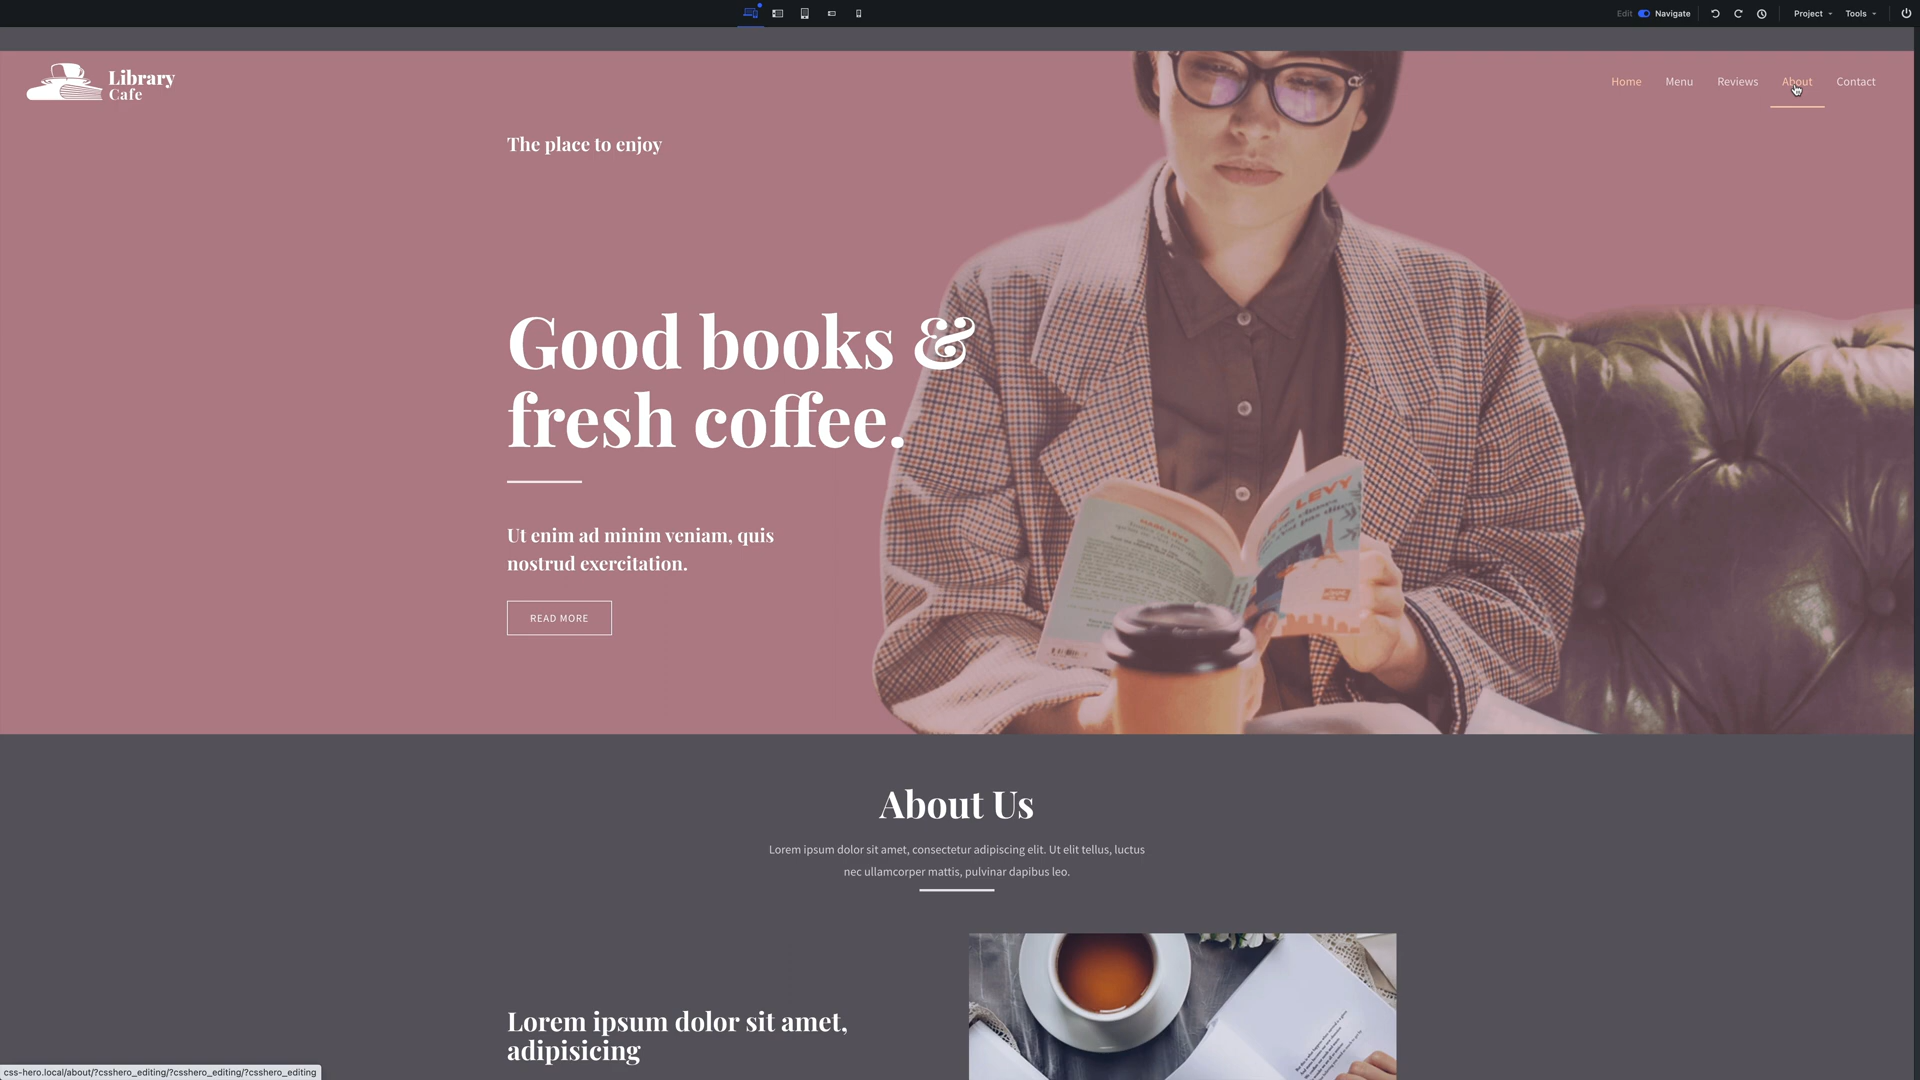 Edit Navigate Project Tools
Library
Cafe
Home Menu Reviews About Contact
The place to enjoy
Good books &
fresh coffee.
Ut enim ad minim veniam, quis
nostrud exercitation.
READ MORE
MARC LEVY
LEVY
About Us
Lorem ipsum dolor sit amet, consectetur adipiscing elit. Ut elit tellus, luctus
nec ullamcorper mattis, pulvinar dapibus leo.
Lorem ipsum dolor sit amet,
adipisicing
css-hero.local/about/?csshero_editing/?csshero_editing/?csshero_editing